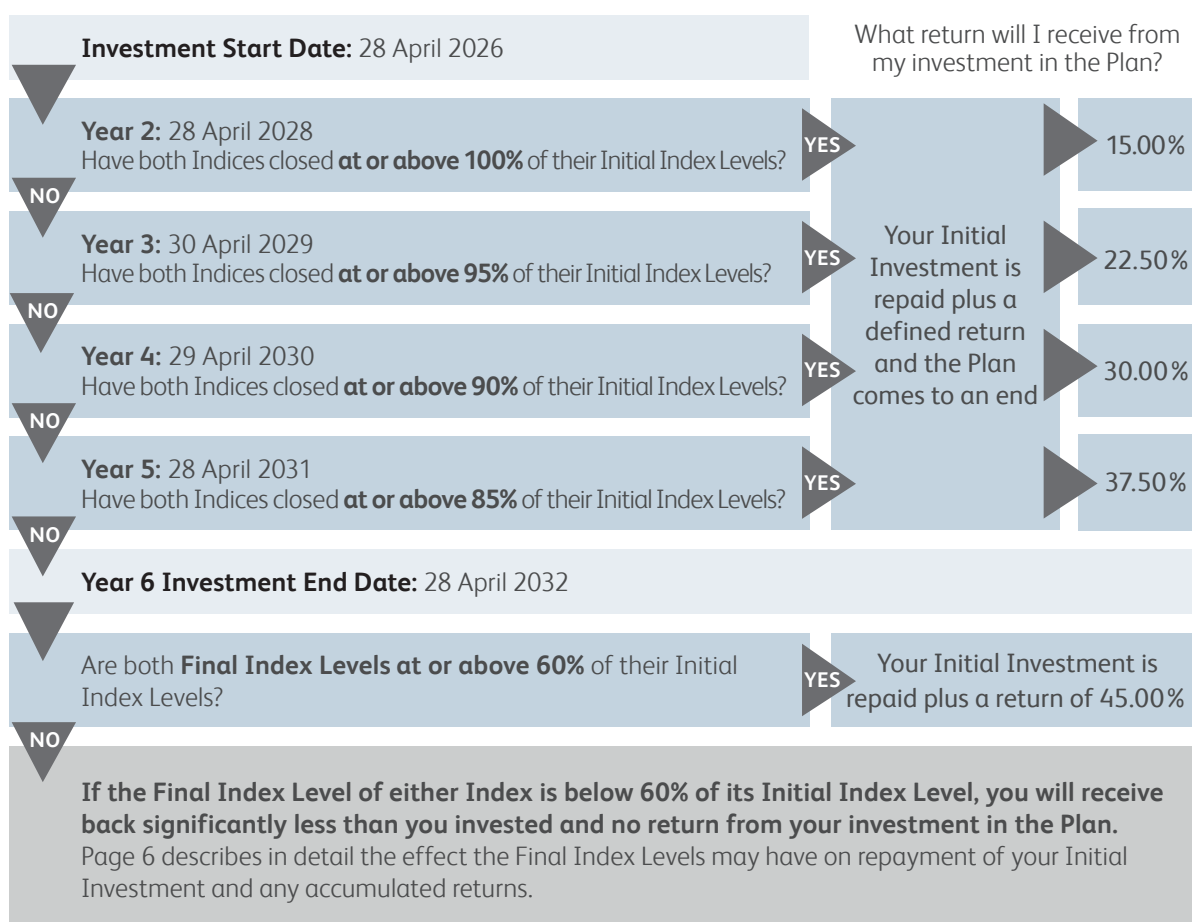 Investment Start Date: 28 April 2026
What return will I receive from
my investment in the Plan?
Year 2: 28 April 2028
Have both Indices closed at or above 100% of their Initial Index Levels?
YES
15.00%
NO
Year 3: 30 April 2029
Have both Indices closed at or above 95% of their Initial Index Levels?
YES
22.50%
NO
Year 4: 29 April 2030
Have both Indices closed at or above 90% of their Initial Index Levels?
YES
30.00%
NO
Year 5: 28 April 2031
Have both Indices closed at or above 85% of their Initial Index Levels?
YES
37.50%
Your Initial
Investment is
repaid plus a
defined return
and the Plan
comes to an end
NO
Year 6 Investment End Date: 28 April 2032
Are both Final Index Levels at or above 60% of their Initial
Index Levels?
YES
Your Initial Investment is
repaid plus a return of 45.00%
NO
If the Final Index Level of either Index is below 60% of its Initial Index Level, you will receive
back significantly less than you invested and no return from your investment in the Plan.
Page 6 describes in detail the effect the Final Index Levels may have on repayment of your Initial
Investment and any accumulated returns.